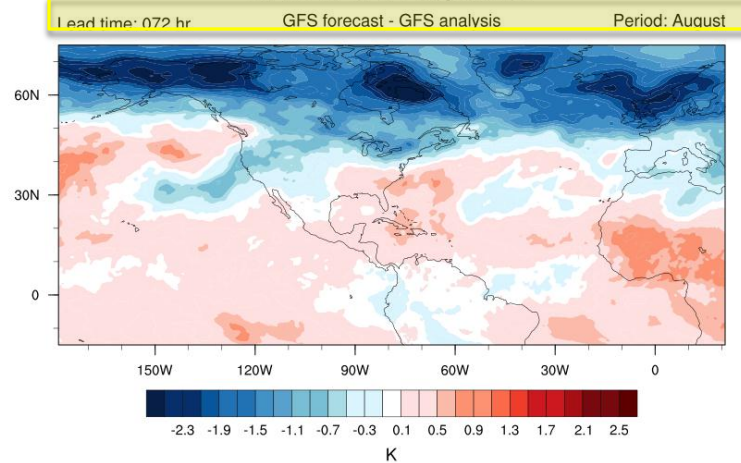 Lead time: 072 hr GFS forecast - GFS analysis Period: August
60N
30N
0
150W 120W 90W 60W 30W 0
-2.3 -1.9 -1.5 -1.1 -0.7 -0.3 0.1 0.5 0.9 1.3 1.7 2.1 2.5
K